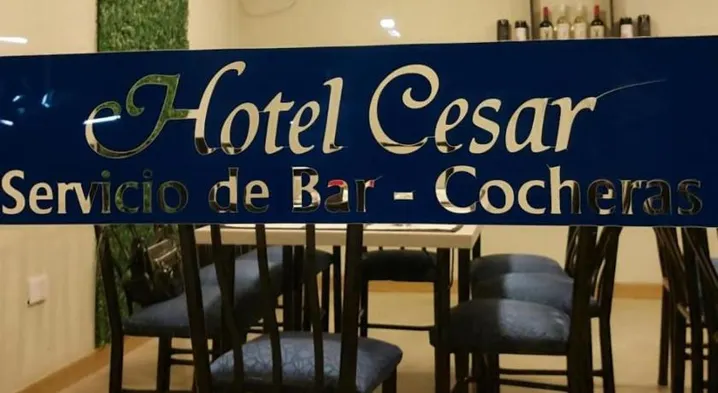 Hotel Cesar
Servicio de Bar - Cocheras